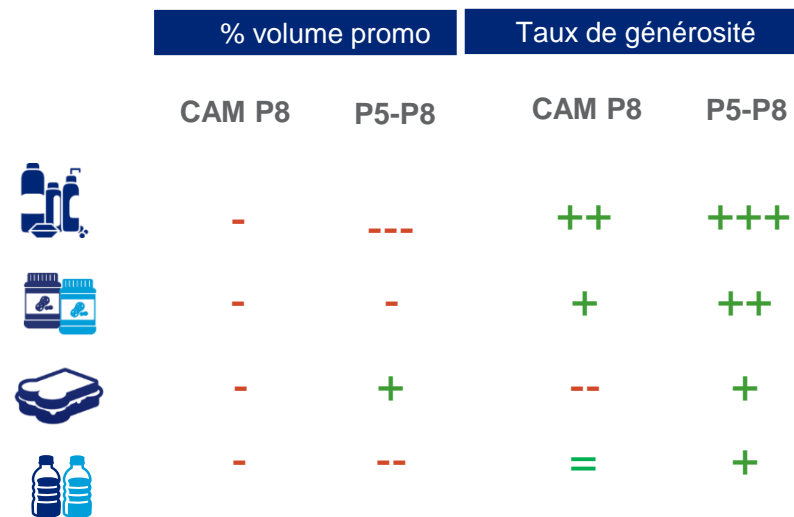 % volume promo Taux de générosité
CAM P8 P5-P8 CAM P8 P5-P8
- --- ++ +++
- - + ++
- + -- +
- -- = +